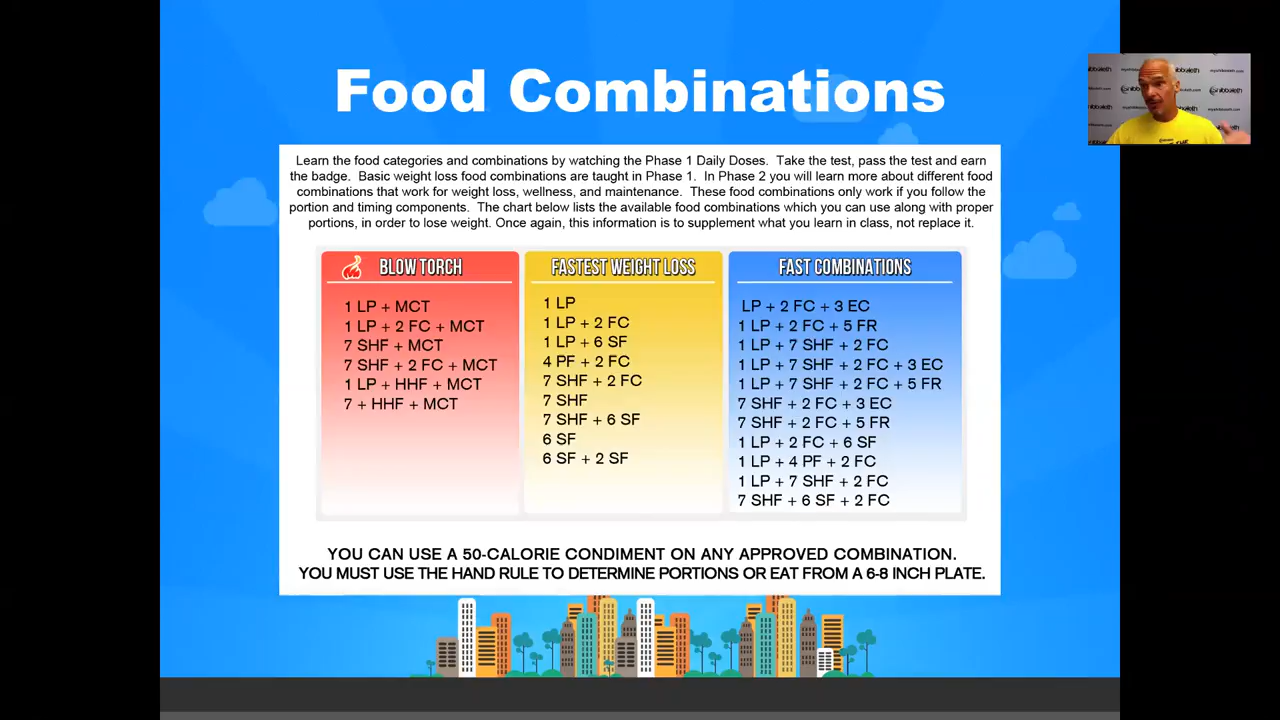 Food Combinations
Learn the food categories and combinations by watching the Phase 1 Daily Doses. Take the test, pass the test and earn
the badge. Basic weight loss food combinations are taught in Phase 1. In Phase 2 you will learn more about different food
combinations that work for weight loss, wellness, and maintenance. These food combinations only work if you follow the
portion and timing components. The chart below lists the available food combinations which you can use along with proper
portions, in order to lose weight. Once again, this information is to supplement what you learn in class, not replace it.
BLOW TORCH
1 LP + MCT
1 LP + 2 FC + MCT
7 SHF + MCT
7 SHF + 2 FC + MCT
1 LP + HHF + MCT
7 + HHF + MCT
FASTEST WEIGHT LOSS
1 LP
1 LP + 2 FC
1 LP + 6 SF
4 PF + 2 FC
7 SHF + 2 FC
7 SHF
7 SHF + 6 SF
6 SF
6 SF + 2 SF
FAST COMBINATIONS
LP + 2 FC + 3 EC
1 LP + 2 FC + 5 FR
1 LP + 7 SHF + 2 FC
1 LP + 7 SHF + 2 FC + 3 EC
1 LP + 7 SHF + 2 FC + 5 FR
7 SHF + 2 FC + 3 EC
7 SHF + 2 FC + 5 FR
1 LP + 2 FC + 6 SF
1 LP + 4 PF + 2 FC
1 LP + 7 SHF + 2 FC
7 SHF + 6 SF + 2 FC
YOU CAN USE A 50-CALORIE CONDIMENT ON ANY APPROVED COMBINATION.
YOU MUST USE THE HAND RULE TO DETERMINE PORTIONS OR EAT FROM A 6-8 INCH PLATE.